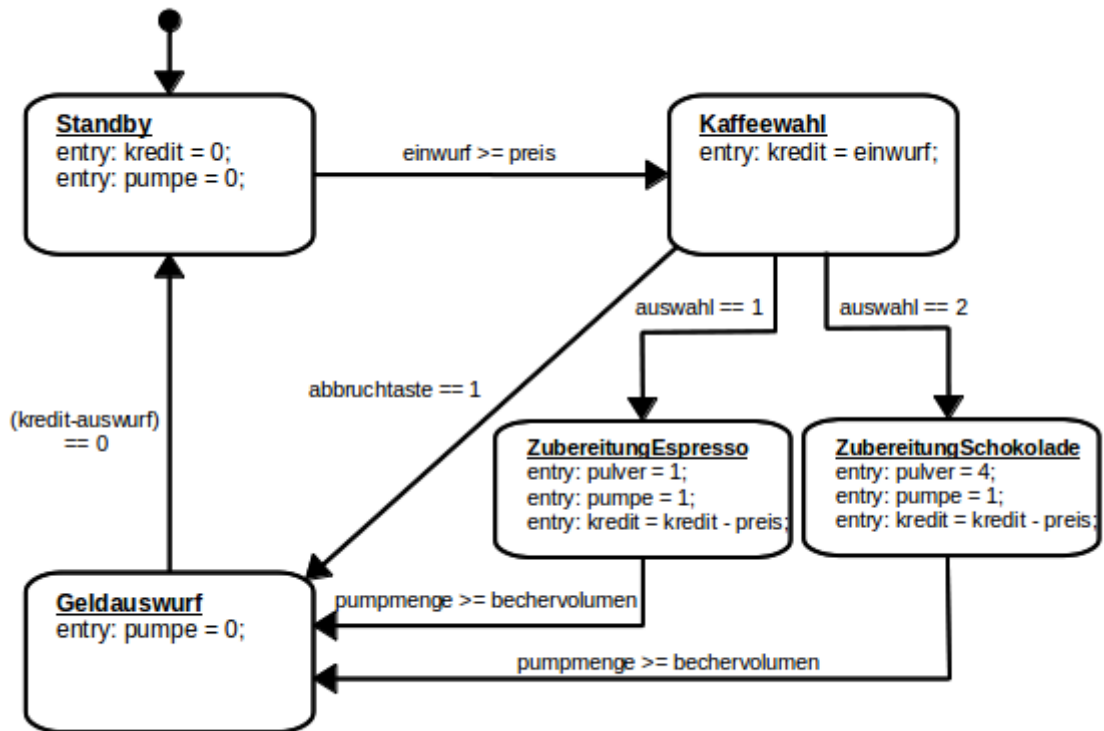 Standby
entry: kredit = 0;
entry: pumpe = 0;
einwurf >= preis
Kaffeewahl
entry: kredit = einwurf;
auswahl == 1
auswahl == 2
abbruchtaste == 1
(kredit-auswurf)
== 0
ZubereitungEspresso
entry: pulver = 1;
entry: pumpe = 1;
entry: kredit = kredit - preis;
ZubereitungSchokolade
entry: pulver = 4;
entry: pumpe = 1;
entry: kredit = kredit - preis;
Geldauswurf
entry: pumpe = 0;
pumpmenge >= bechervolumen
pumpmenge >= bechervolumen